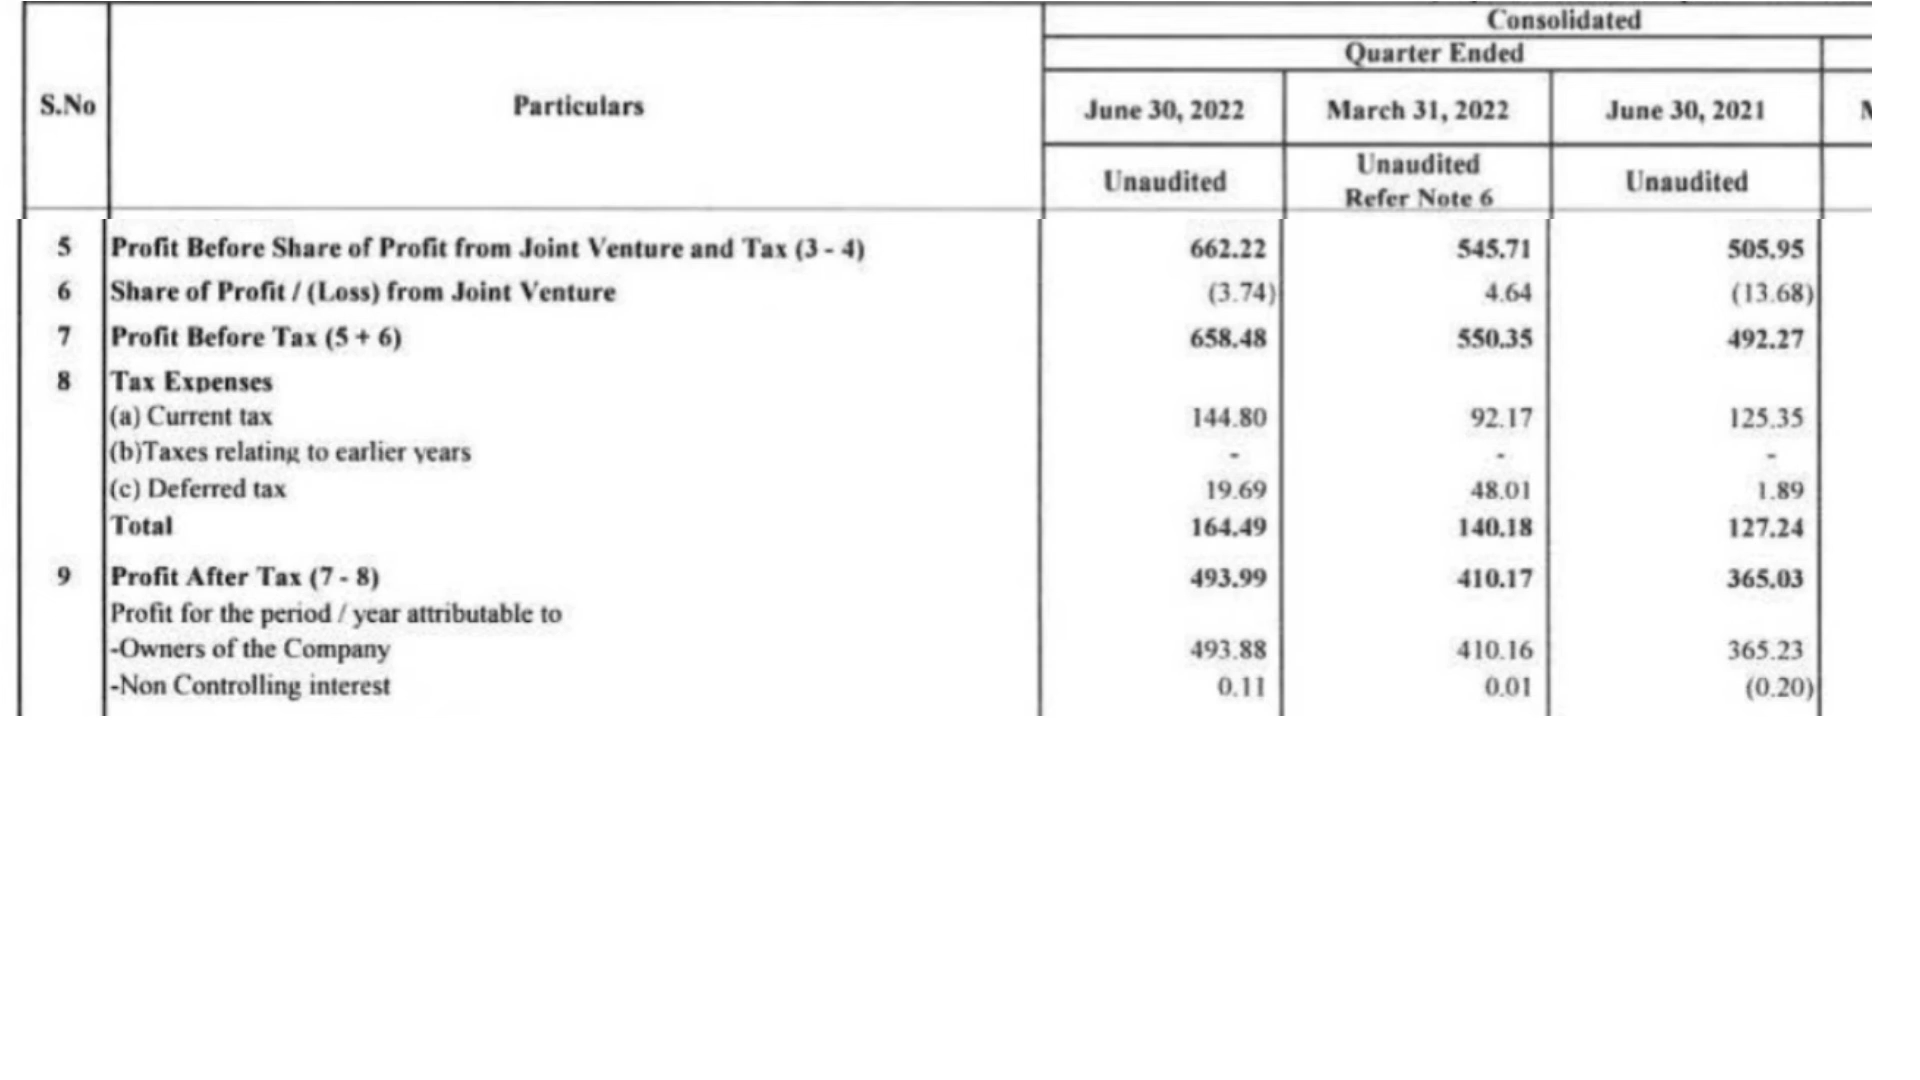 Consolidated
Quarter Ended
S.No Particulars June 30, 2022 March 31, 2022 June 30, 2021
Unaudited Unaudited Refer Note 6 Unaudited
5 Profit Before Share of Profit from Joint Venture and Tax (3 - 4) 662.22 545.71 505.95
6 Share of Profit / (Loss) from Joint Venture (3.74) 4.64 (13.68)
7 Profit Before Tax (5 + 6) 658.48 550.35 492.27
8 Tax Expenses
(a) Current tax 144.80 92.17 125.35
(b)Taxes relating to earlier years - - -
(c) Deferred tax 19.69 48.01 1.89
Total 164.49 140.18 127.24
9 Profit After Tax (7 - 8) 493.99 410.17 365.03
Profit for the period / year attributable to
-Owners of the Company 493.88 410.16 365.23
-Non Controlling interest 0.11 0.01 (0.20)